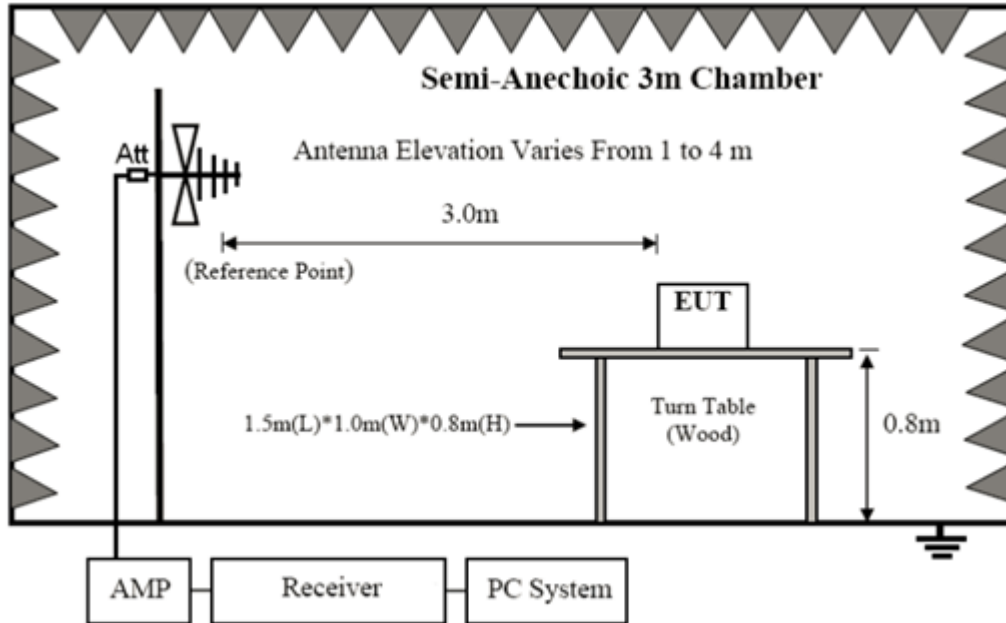 Semi-Anechoic 3m Chamber
Att
Antenna Elevation Varies From 1 to 4 m
3.0m
(Reference Point)
EUT
1.5m(L)*1.0m(W)*0.8m(H)
Turn Table
(Wood)
0.8m
AMP
Receiver
PC System